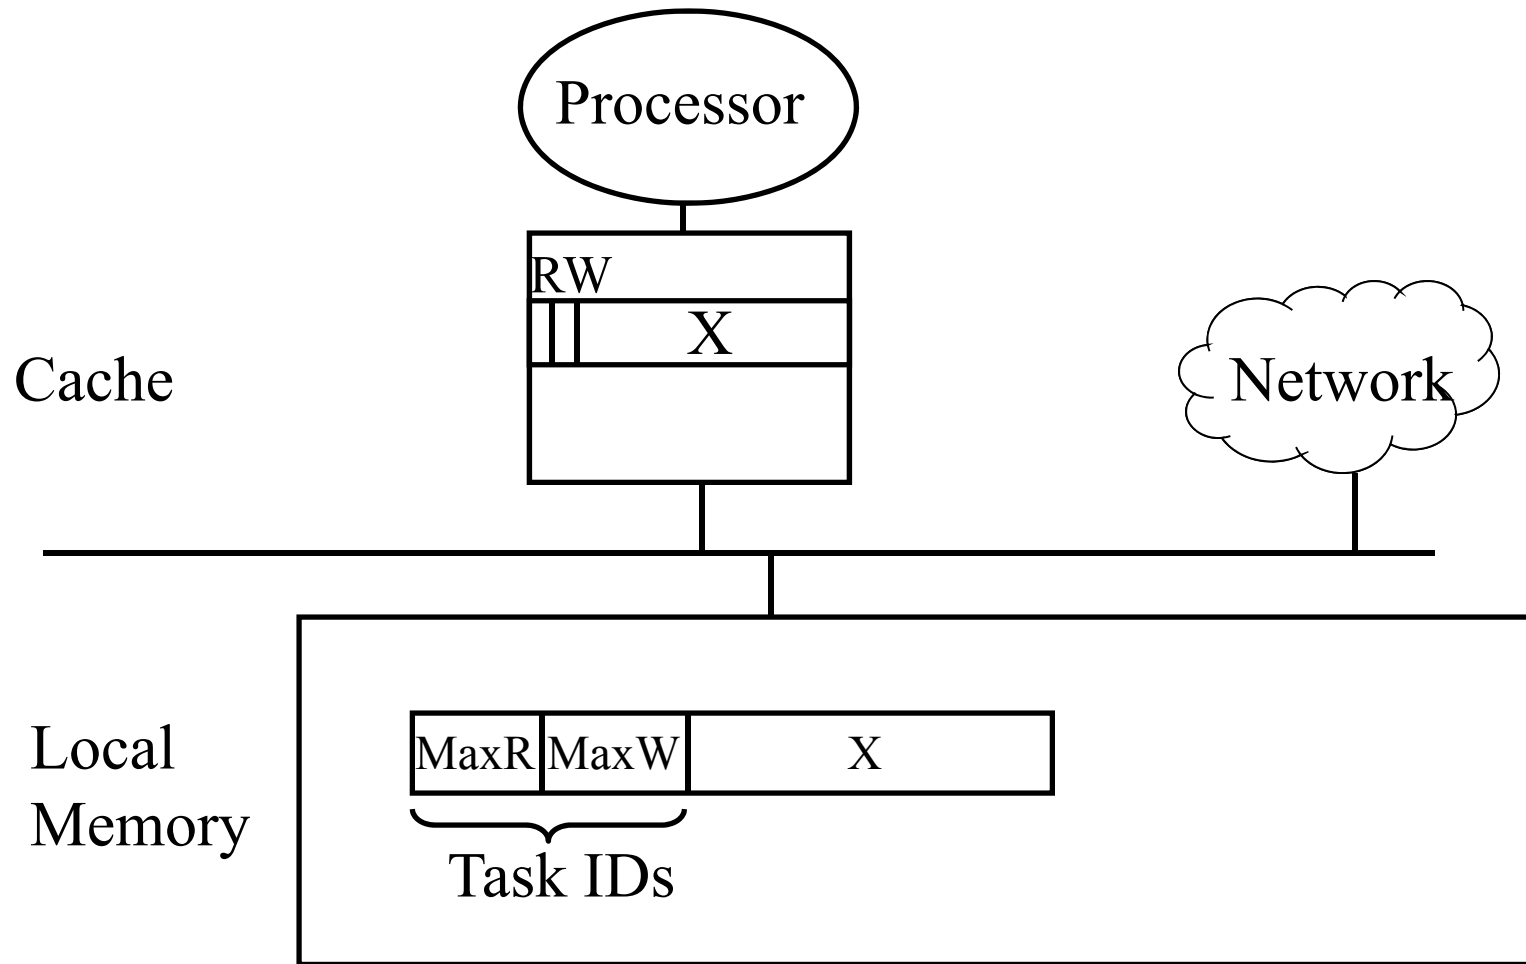 Processor
RW
X
Cache
Network
Local
Memory
MaxR
MaxW
X
Task IDs